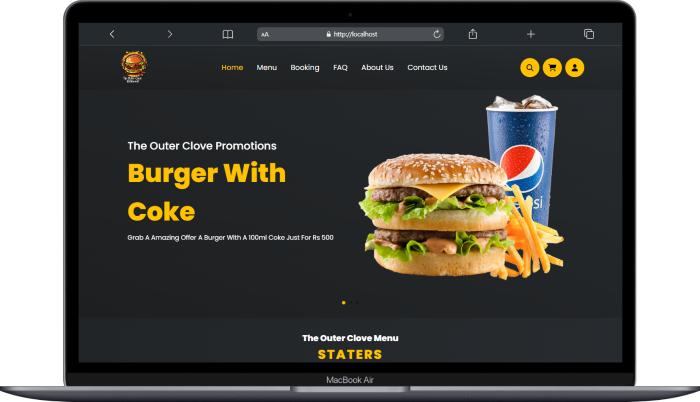 AA
http://localhost
Home Menu Booking FAQ About Us Contact Us
The Outer Clove Promotions
Burger With
Coke
Grab A Amazing Offer A Burger With A 100ml Coke Just For Rs 500
psi
The Outer Clove Menu
STATERS
MacBook Air